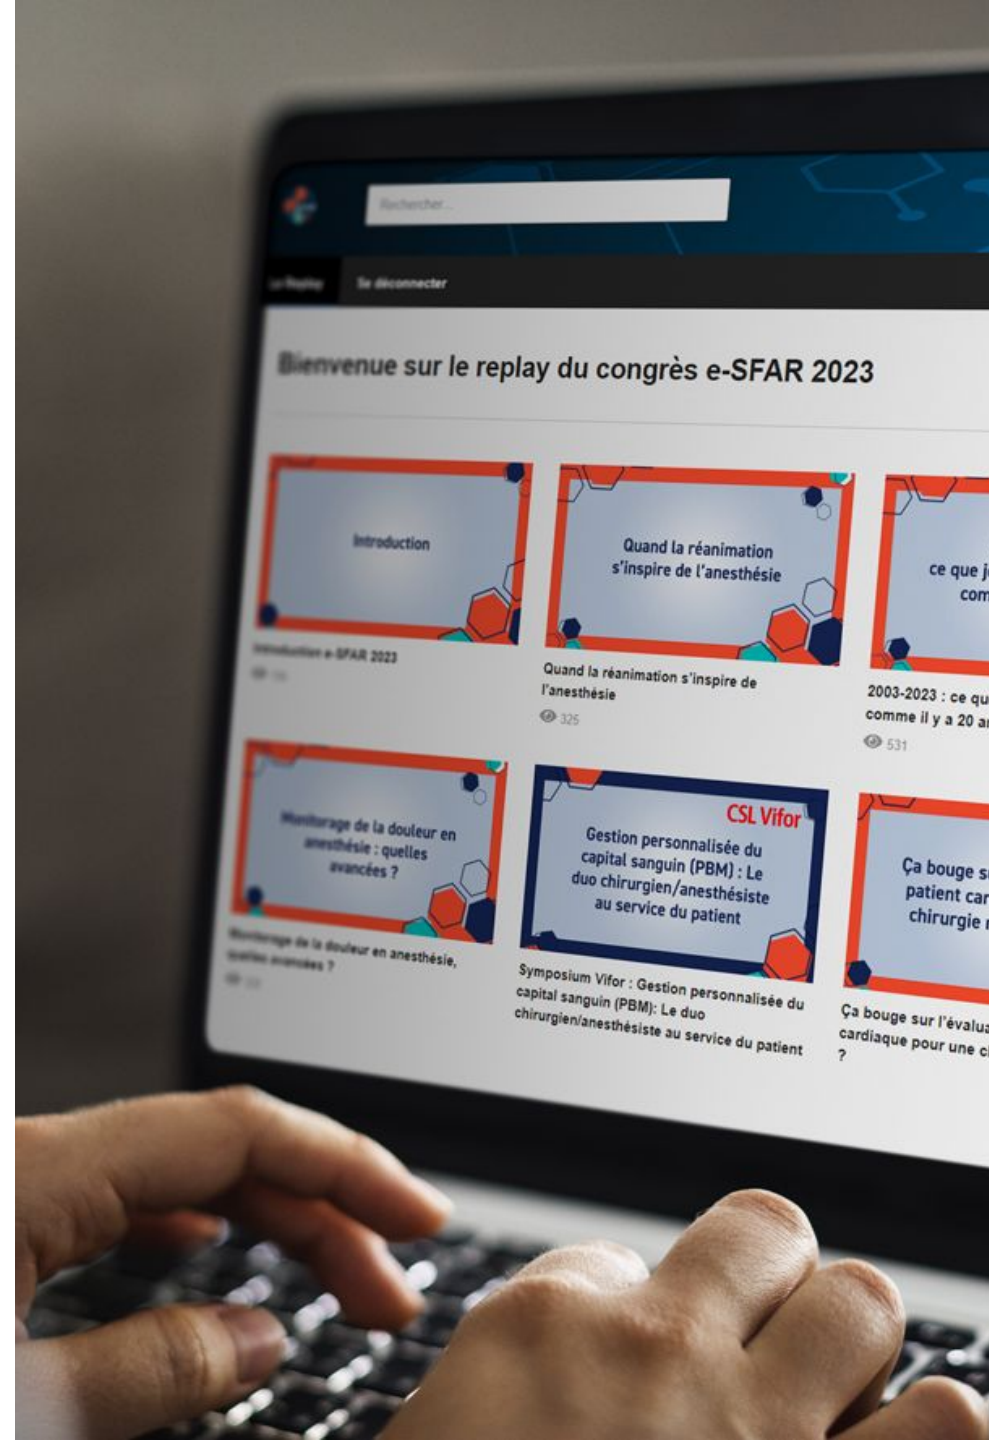 Rechercher...
Le Replay
Se déconnecter
Bienvenue sur le replay du congrès e-SFAR 2023
Introduction
Introduction e-SFAR 2023
Quand la réanimation
s'inspire de l'anesthésie
Quand la réanimation s'inspire de
l'anesthésie
325
ce que j
com
2003-2023 : ce qu
comme il y a 20 a
531
Monitorage de la douleur en
anesthésie : quelles
avancées ?
Monitorage de la douleur en anesthésie,
quelles avancées ?
CSL Vifor
Gestion personnalisée du
capital sanguin (PBM) : Le
duo chirurgien/anesthésiste
au service du patient
Symposium Vifor : Gestion personnalisée du
capital sanguin (PBM): Le duo
chirurgien/anesthésiste au service du patient
Ça bouge s
patient car
chirurgie
Ça bouge sur l'évalua
cardiaque pour une c
?